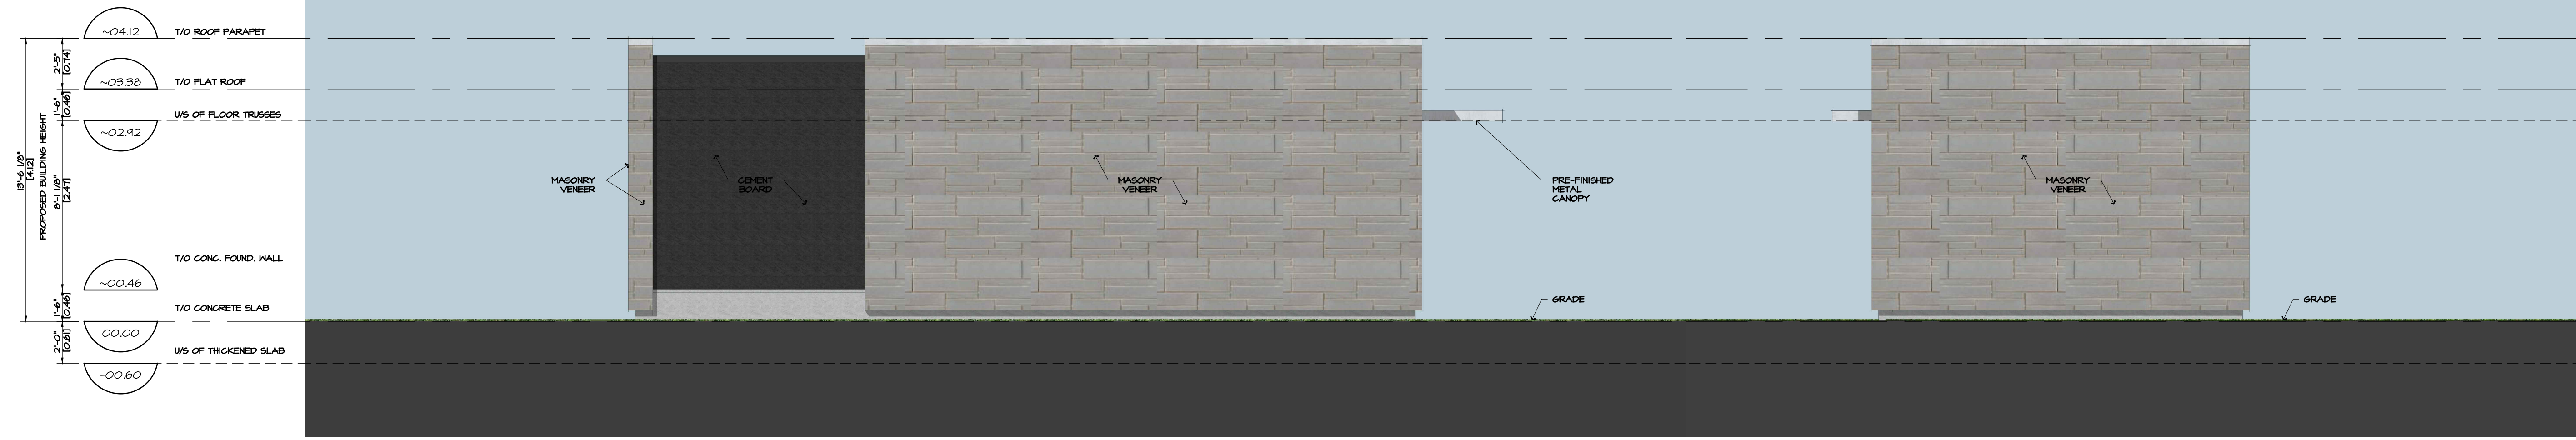 ~04.12
T/O ROOF PARAPET
2'-5"
[0.74]
~03.38
T/O FLAT ROOF
1'-6"
[0.46]
U/S OF FLOOR TRUSSES
~02.92
13'-6 1/8"
[4.12]
PROPOSED BUILDING HEIGHT
8'-1 1/8"
[2.47]
T/O CONC. FOUND. WALL
~00.46
1'-6"
[0.46]
T/O CONCRETE SLAB
00.00
2'-0"
[0.61]
U/S OF THICKENED SLAB
-00.60
MASONRY
VENEER
CEMENT
BOARD
MASONRY
VENEER
PRE-FINISHED
METAL
CANOPY
GRADE
MASONRY
VENEER
GRADE